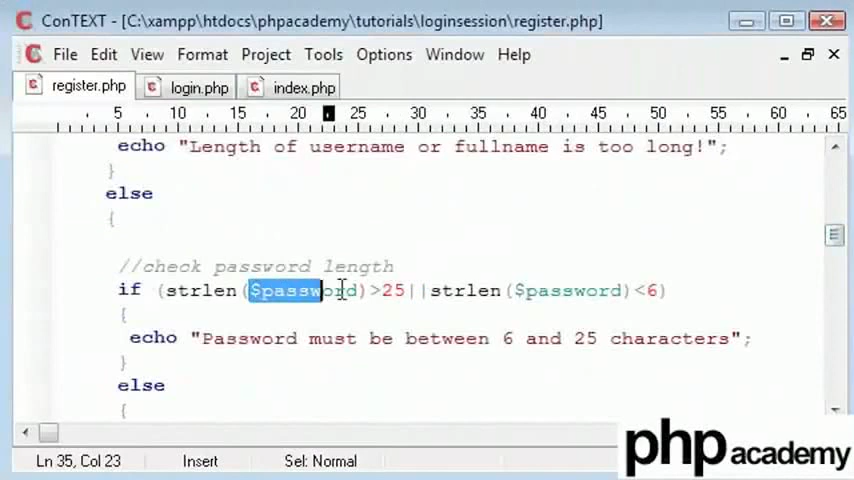 ConTEXT - [C:\xampp\htdocs\phpacademy\tutorials\loginsession\register.php]
File Edit View Format Project Tools Options Window Help
register.php login.php index.php
5 10 15 20 25 30 35 40 45 50 55 60 65
echo "Length of username or fullname is too long!";
}
else
{
//check password length
if (strlen($password)>25||strlen($password)<6)
{
echo "Password must be between 6 and 25 characters";
}
else
{
Ln 35, Col 23 Insert Sel: Normal
php academy